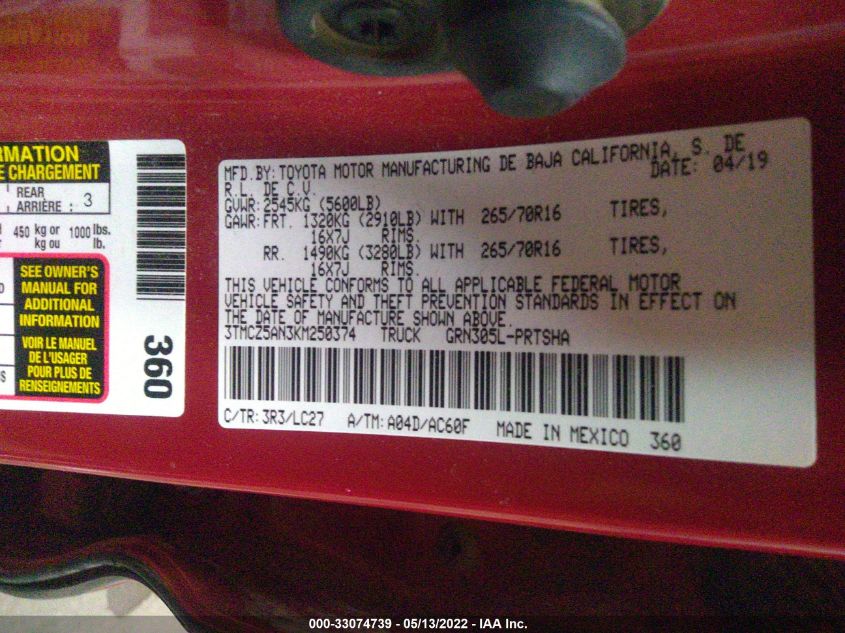 RMATION
E CHARGEMENT
REAR
ARRIÈRE : 3
450 kg or 1000 lbs.
kg ou lb.
SEE OWNER'S
MANUAL FOR
ADDITIONAL
INFORMATION
VOIR LE MANUEL
DE L'USAGER
POUR PLUS DE
RENSEIGNEMENTS
360
MFD.BY: TOYOTA MOTOR MANUFACTURING DE BAJA CALIFORNIA, S. DE
R.L. DE C.V. DATE: 04/19
GVWR: 2545KG (5600LB)
GAWR: FRT. 1320KG (2910LB) WITH 265/70R16 TIRES,
16X7J RIMS.
RR. 1490KG (3280LB) WITH 265/70R16 TIRES,
16X7J RIMS.
THIS VEHICLE CONFORMS TO ALL APPLICABLE FEDERAL MOTOR
VEHICLE SAFETY AND THEFT PREVENTION STANDARDS IN EFFECT ON
THE DATE OF MANUFACTURE SHOWN ABOVE.
3TMCZ5AN3KM250374 TRUCK GRN305L-PRTSHA
C/TR: 3R3/LC27 A/TM: A04D/AC60F MADE IN MEXICO 360
000-33074739 - 05/13/2022 - IAA Inc.